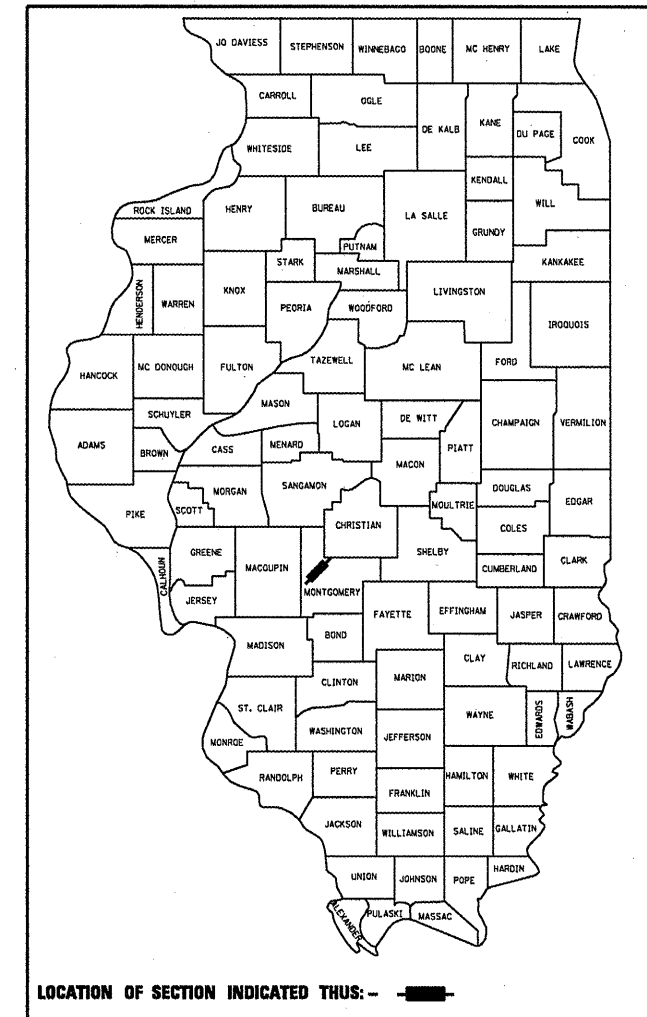 JO DAVIESS STEPHENSON WINNEBAGO BOONE MC HENRY LAKE
CARROLL OGLE DE KALB KANE DU PAGE COOK
WHITESIDE LEE
KENDALL
ROCK ISLAND HENRY BUREAU LA SALLE WILL
MERCER PUTNAM GRUNDY
STARK MARSHALL KANKAKEE
HENDERSON WARREN KNOX PEORIA WOODFORD LIVINGSTON IROQUOIS
HANCOCK MC DONOUGH FULTON TAZEWELL MC LEAN FORD
MASON
SCHUYLER LOGAN DE WITT CHAMPAIGN VERMILION
ADAMS BROWN CASS MENARD PIATT
MACON
PIKE SCOTT MORGAN SANGAMON MOULTRIE DOUGLAS EDGAR
CHRISTIAN COLES
CALHOUN GREENE MACOUPIN SHELBY
CUMBERLAND CLARK
JERSEY MONTGOMERY
FAYETTE EFFINGHAM JASPER CRAWFORD
MADISON BOND
CLAY RICHLAND LAWRENCE
CLINTON MARION
ST. CLAIR WAYNE EDWARDS WABASH
WASHINGTON JEFFERSON
MONROE
RANDOLPH PERRY HAMILTON WHITE
FRANKLIN
JACKSON WILLIAMSON SALINE GALLATIN
UNION JOHNSON POPE HARDIN
ALEXANDER PULASKI MASSAC
LOCATION OF SECTION INDICATED THUS: -